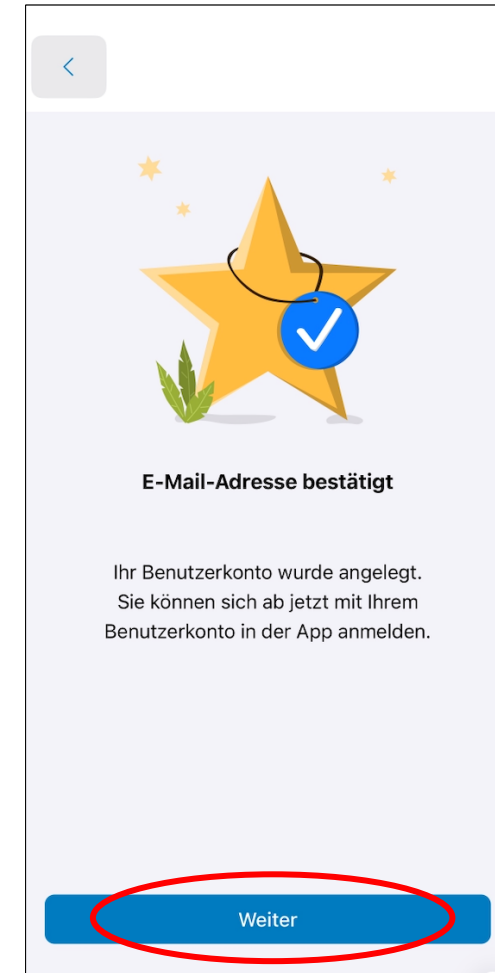 E-Mail-Adresse bestätigt
Ihr Benutzerkonto wurde angelegt.
Sie können sich ab jetzt mit Ihrem
Benutzerkonto in der App anmelden.
Weiter